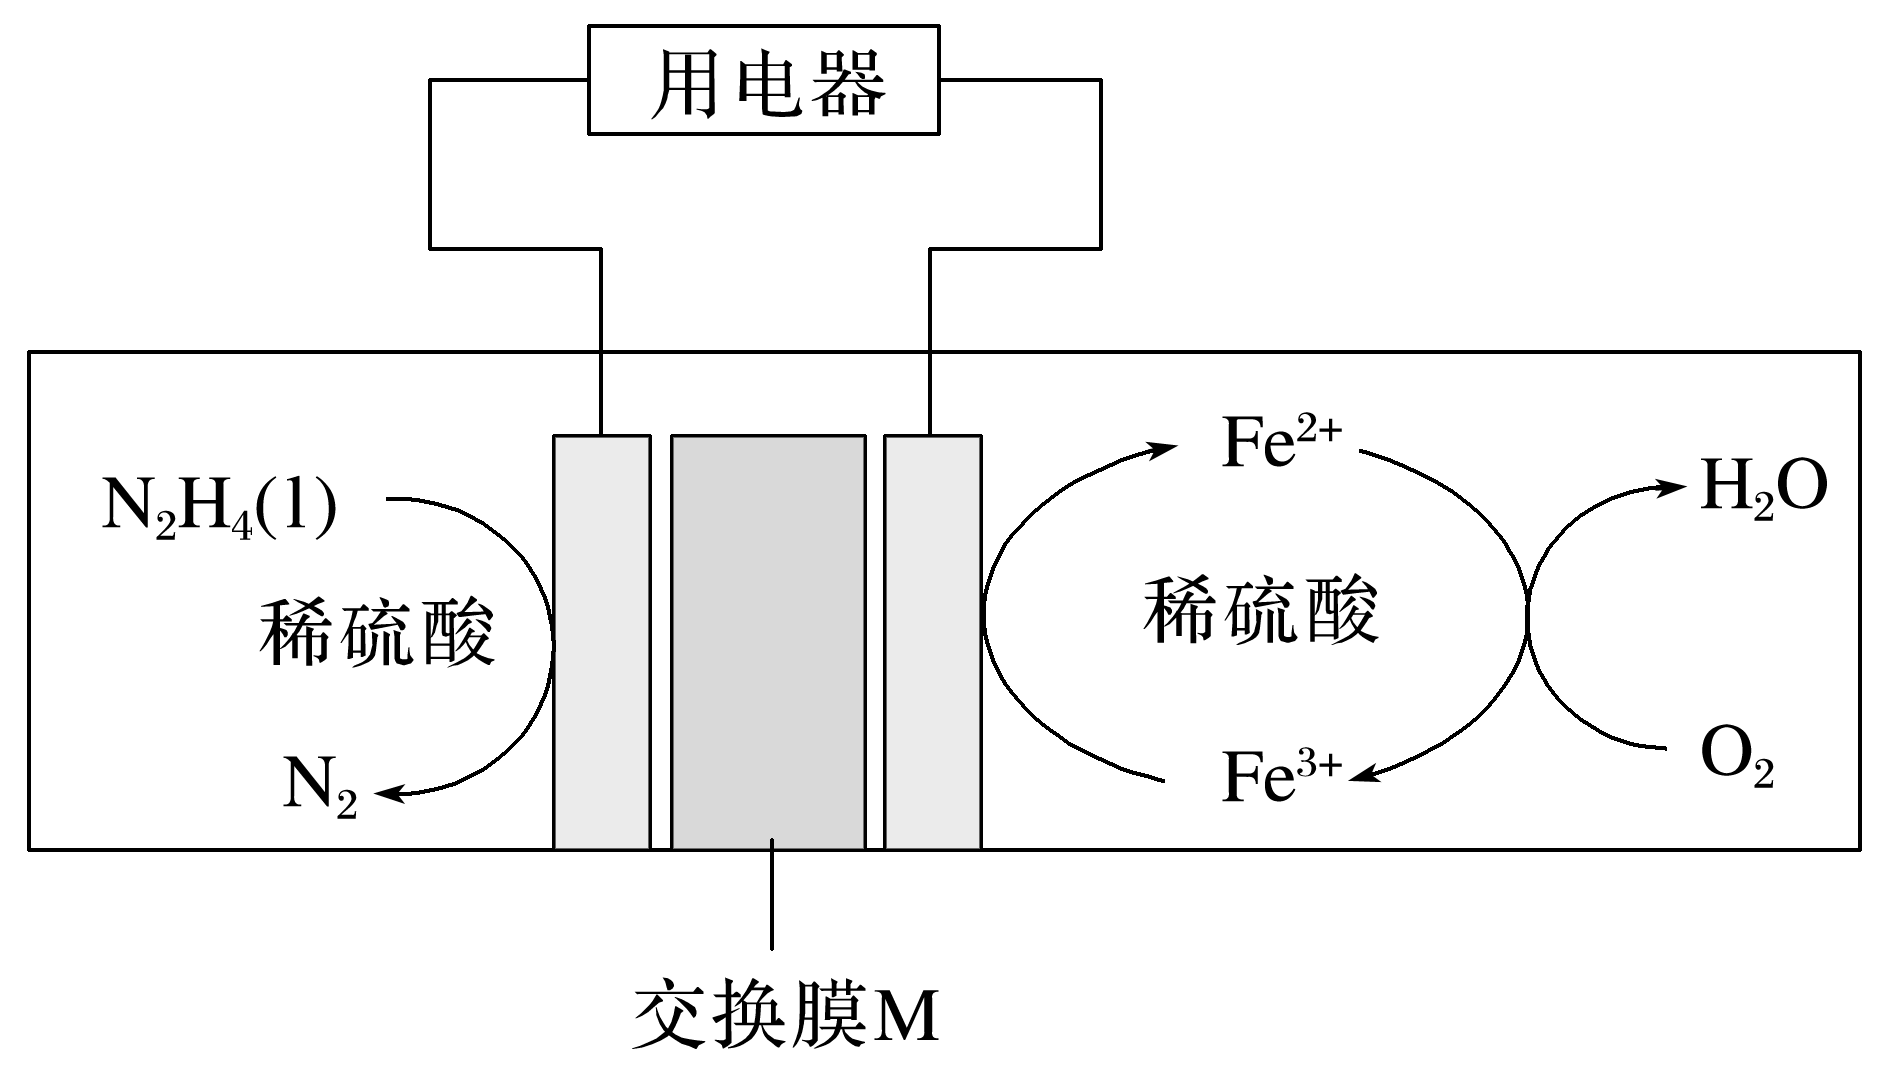 用电器
N₂H₄(l)
稀硫酸
N₂
Fe²⁺
稀硫酸
Fe³⁺
H₂O
O₂
交换膜M